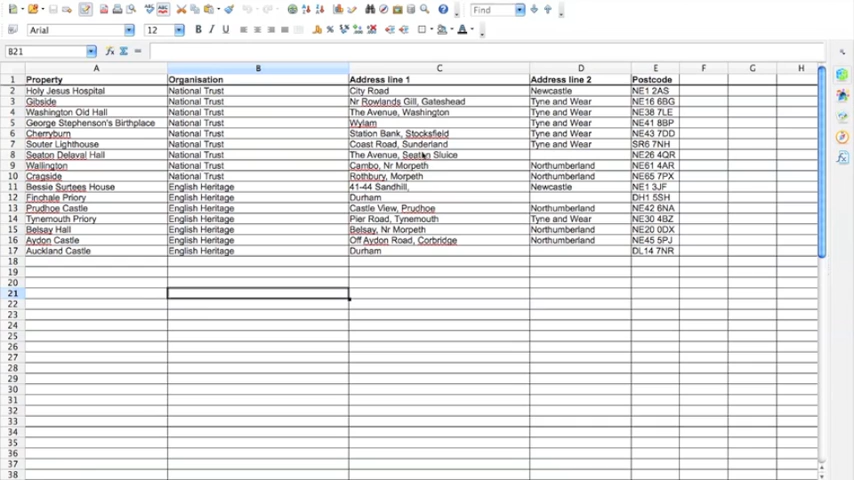 Find
Arial 12
B21
A B C D E F G H
1 Property Organisation Address line 1 Address line 2 Postcode
2 Holy Jesus Hospital National Trust City Road Newcastle NE1 2AS
3 Gibside National Trust Nr Rowlands Gill, Gateshead Tyne and Wear NE16 6BG
4 Washington Old Hall National Trust The Avenue, Washington Tyne and Wear NE38 7LE
5 George Stephenson's Birthplace National Trust Wylam Tyne and Wear NE41 8BP
6 Cherryburn National Trust Station Bank, Stocksfield Tyne and Wear NE43 7DD
7 Souter Lighthouse National Trust Coast Road, Sunderland Tyne and Wear SR6 7NH
8 Seaton Delaval Hall National Trust The Avenue, Seaton Sluice NE26 4QR
9 Wallington National Trust Cambo, Nr Morpeth Northumberland NE61 4AR
10 Cragside National Trust Rothbury, Morpeth Northumberland NE65 7PX
11 Bessie Surtees House English Heritage 41-44 Sandhill, Newcastle NE1 3JF
12 Finchale Priory English Heritage Durham DH1 5SH
13 Prudhoe Castle English Heritage Castle View, Prudhoe Northumberland NE42 6NA
14 Tynemouth Priory English Heritage Pier Road, Tynemouth Tyne and Wear NE30 4BZ
15 Belsay Hall English Heritage Belsay, Nr Morpeth Northumberland NE20 0DX
16 Aydon Castle English Heritage Off Aydon Road, Corbridge Northumberland NE45 5PJ
17 Auckland Castle English Heritage Durham DL14 7NR
18
19
20
21
22
23
24
25
26
27
28
29
30
31
32
33
34
35
36
37
38